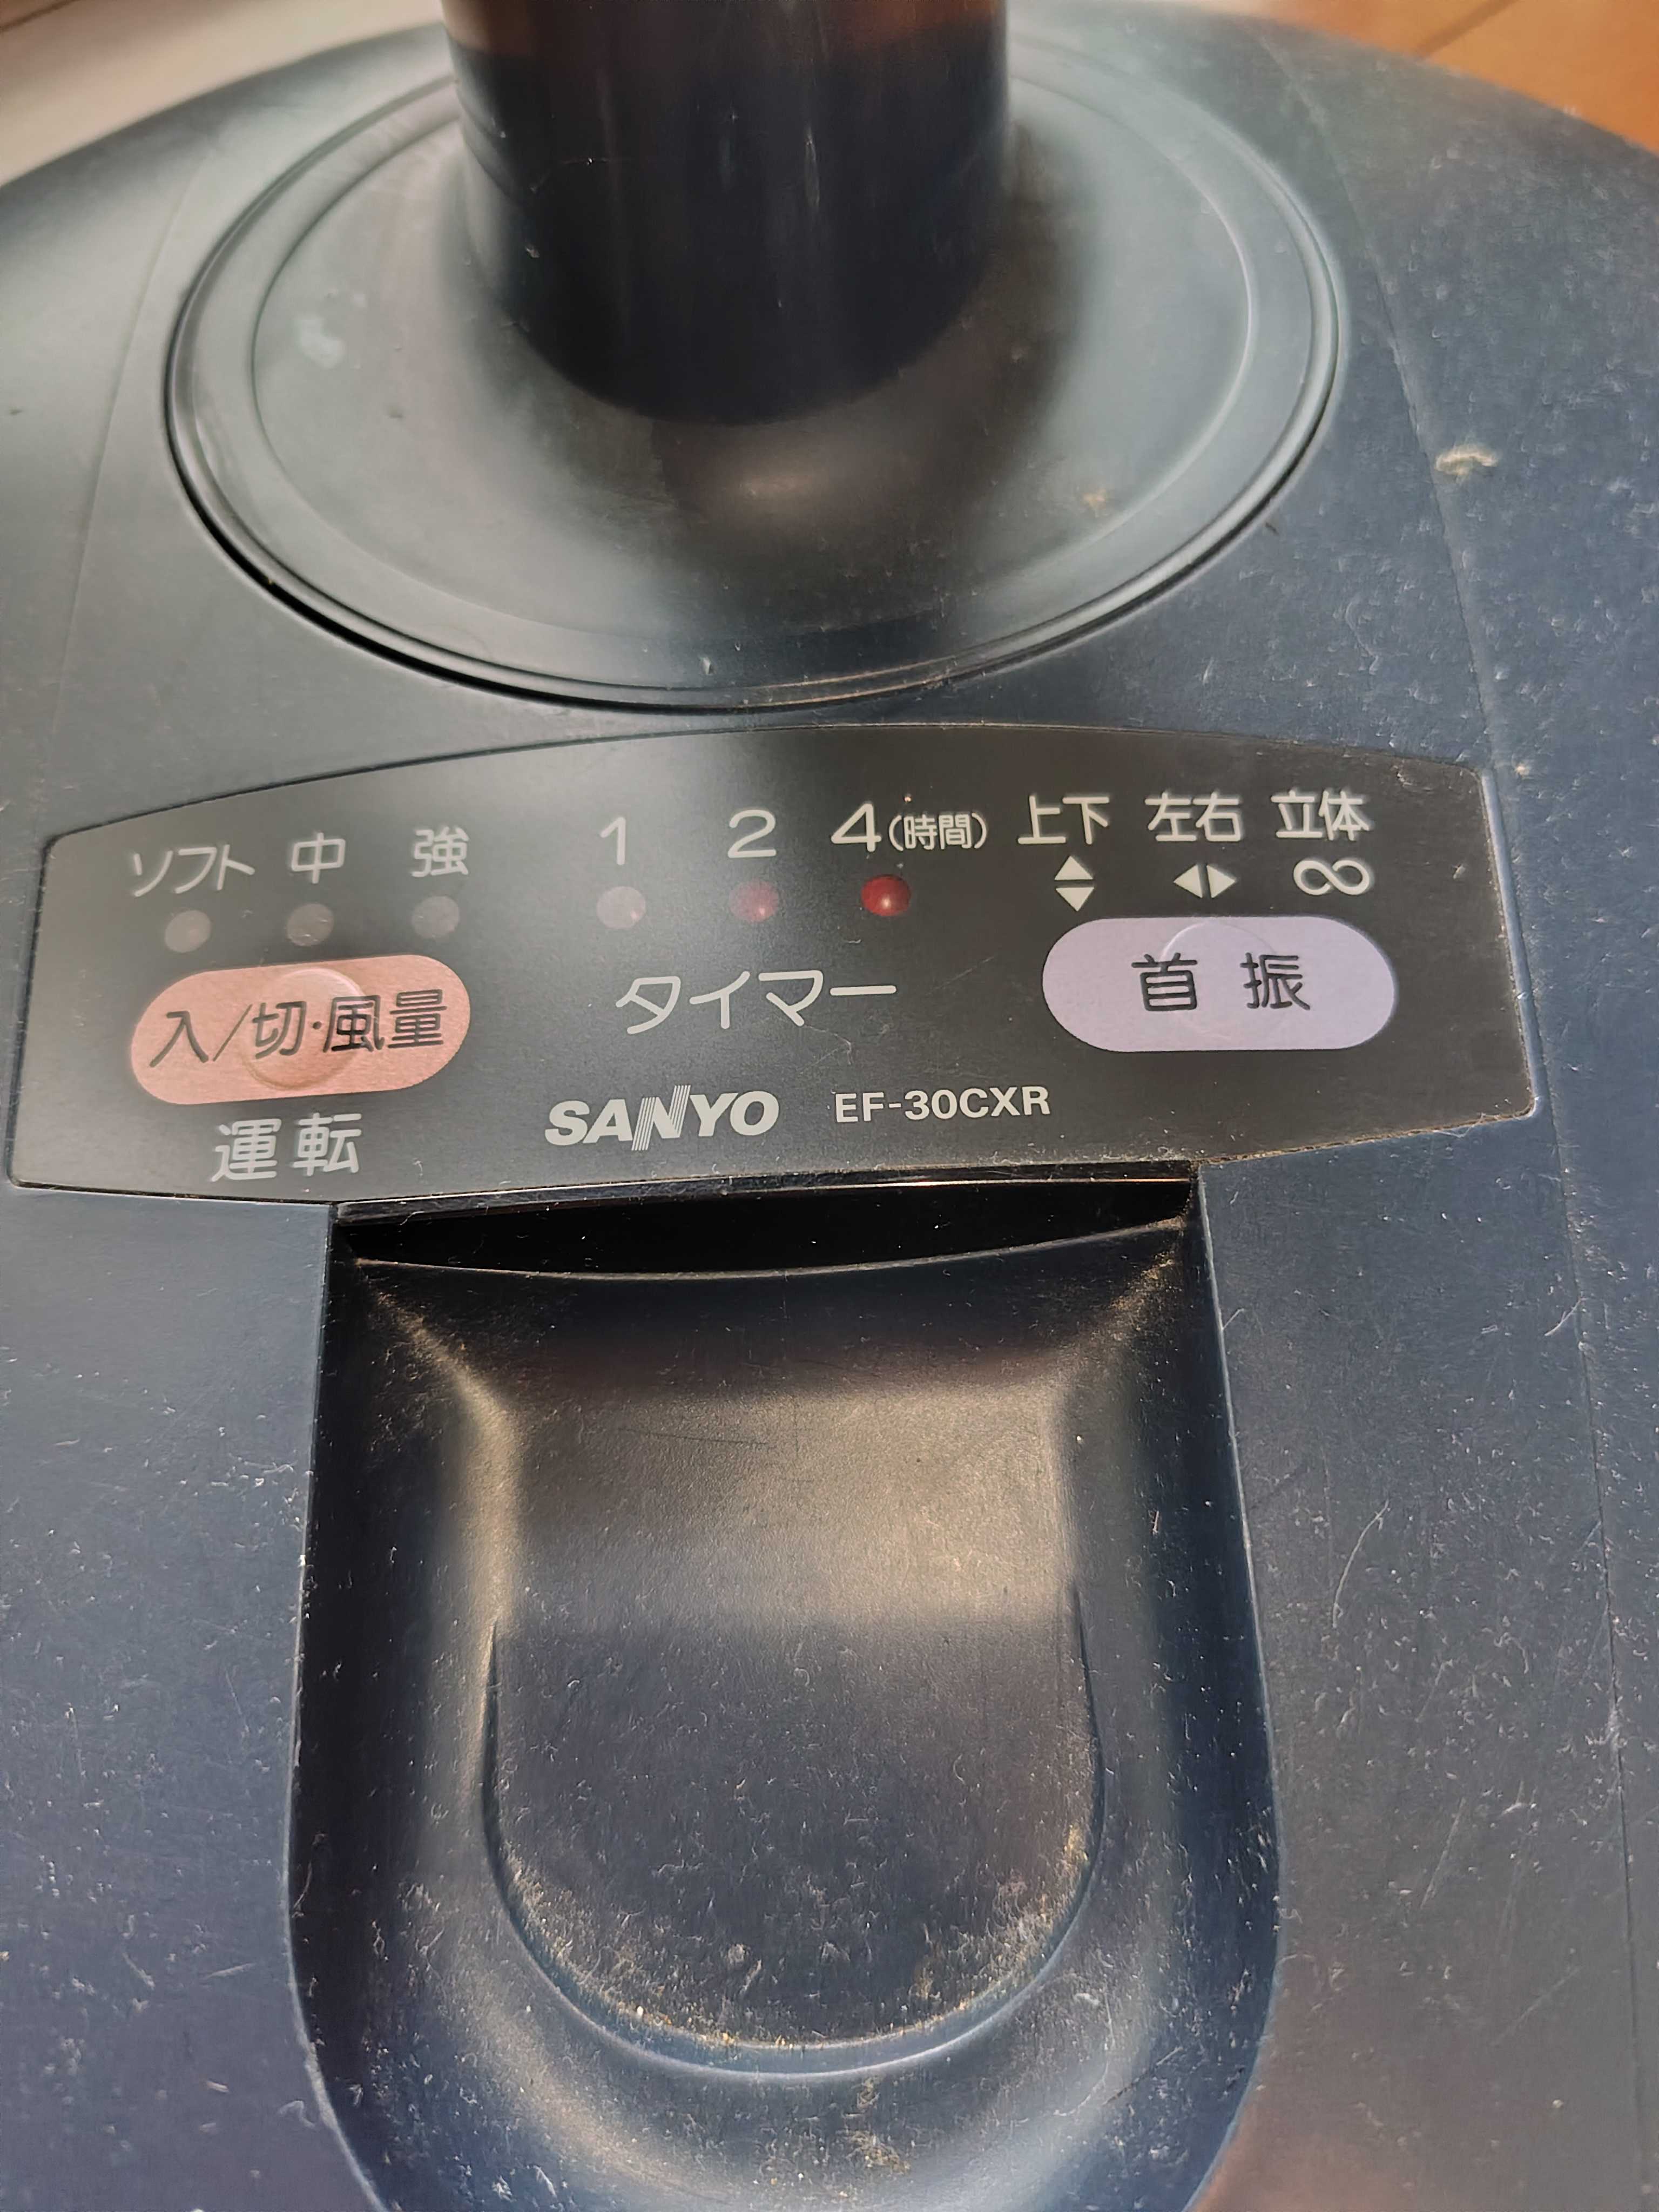 ソフト 中 強 1 2 4(時間) 上下 左右 立体
入/切・風量 タイマー 首振
運転 SANYO EF-30CXR